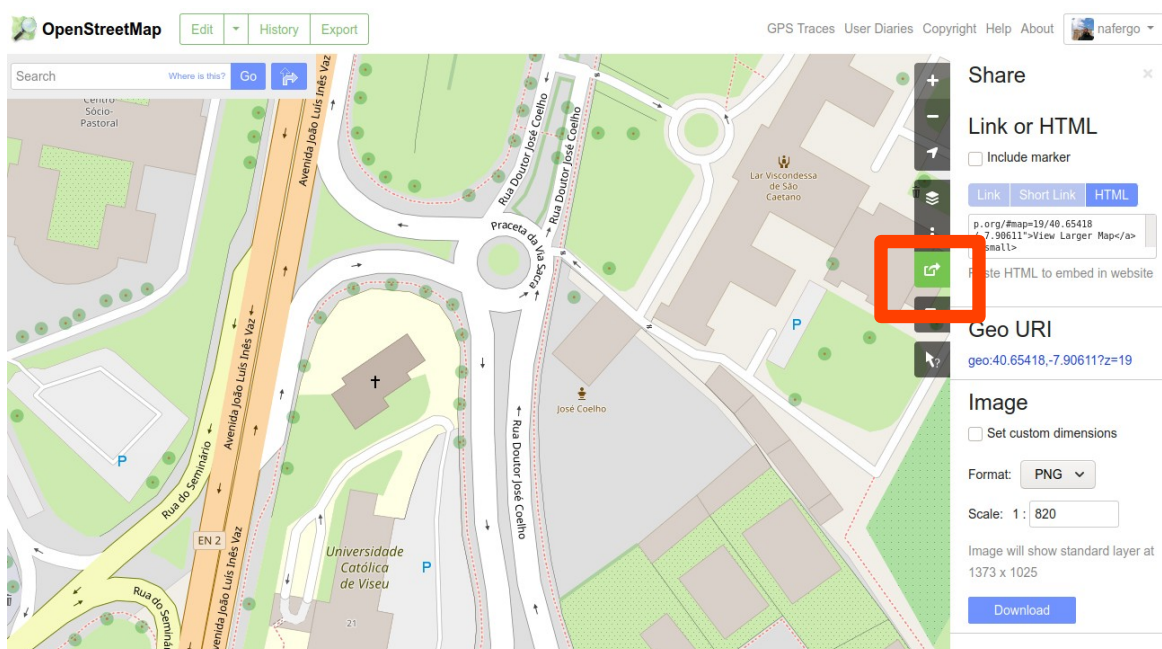 OpenStreetMap
Edit
History
Export
GPS Traces
User Diaries
Copyright
Help
About
nafergo
Search
Where is this?
Go
Centro
Sócio-
Pastoral
Avenida João Luís Inês Vaz
Rua Doutor José Coelho
Rua Doutor José Coelho
Praceta da Via Sacra
Lar Viscondessa
de São
Caetano
P
Avenida João Luís Inês Vaz
José Coelho
Rua Doutor José Coelho
P
Rua do Seminário
EN 2
Avenida João Luís Inês Vaz
Universidade
Católica
de Viseu
P
Rua do Seminário
21
Share
×
Link or HTML
Include marker
Link
Short Link
HTML
p.org/#map=19/40.65418
/-7.90611">View Larger Map</a>
small>
HTML to embed in website
Geo URI
geo:40.65418,-7.90611?z=19
Image
Set custom dimensions
Format: PNG
Scale: 1 : 820
Image will show standard layer at
1373 x 1025
Download